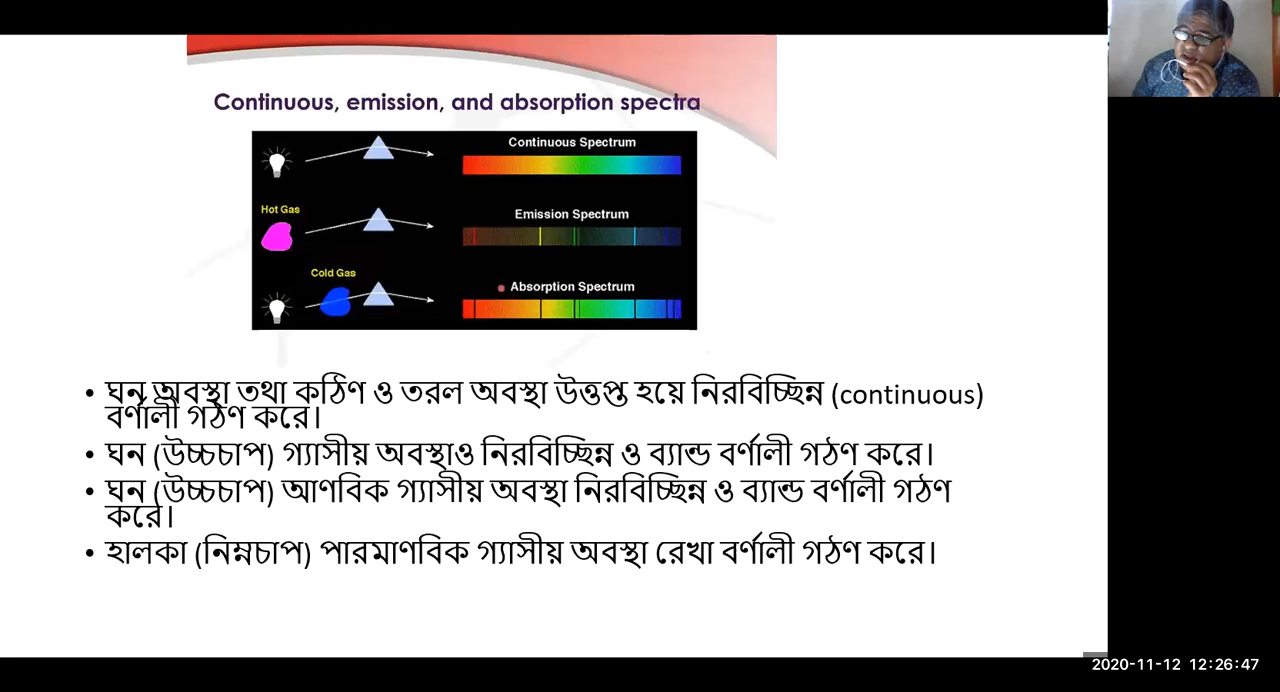 Continuous, emission, and absorption spectra
Continuous Spectrum
Hot Gas
Emission Spectrum
Cold Gas
Absorption Spectrum
• ঘন অবস্থা তথা কঠিণ ও তরল অবস্থা উত্তপ্ত হয়ে নিরবিচ্ছিন্ন (continuous)
বর্ণালী গঠণ করে।
• ঘন (উচ্চচাপ) গ্যাসীয় অবস্থাও নিরবিচ্ছিন্ন ও ব্যান্ড বর্ণালী গঠণ করে।
• ঘন (উচ্চচাপ) আণবিক গ্যাসীয় অবস্থা নিরবিচ্ছিন্ন ও ব্যান্ড বর্ণালী গঠণ
করে।
• হালকা (নিম্নচাপ) পারমাণবিক গ্যাসীয় অবস্থা রেখা বর্ণালী গঠণ করে।
2020-11-12 12:26:47